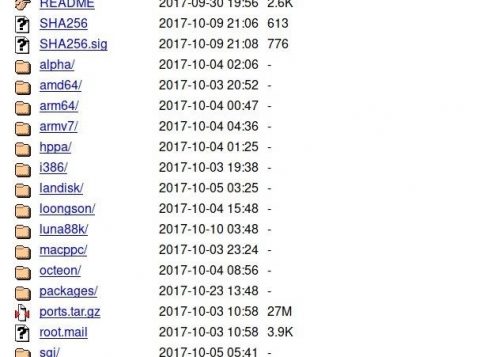 README 2017-09-30 19:56 2.6K
SHA256 2017-10-09 21:06 613
SHA256.sig 2017-10-09 21:08 776
alpha/ 2017-10-04 02:06 -
amd64/ 2017-10-03 20:52 -
arm64/ 2017-10-04 00:47 -
armv7/ 2017-10-04 04:36 -
hppa/ 2017-10-04 01:25 -
i386/ 2017-10-03 19:38 -
landisk/ 2017-10-05 03:25 -
loongson/ 2017-10-04 15:48 -
luna88k/ 2017-10-10 03:48 -
macppc/ 2017-10-03 23:24 -
octeon/ 2017-10-04 08:56 -
packages/ 2017-10-23 13:48 -
ports.tar.gz 2017-10-03 10:58 27M
root.mail 2017-10-03 10:58 3.9K
sgi/ 2017-10-05 05:41 -